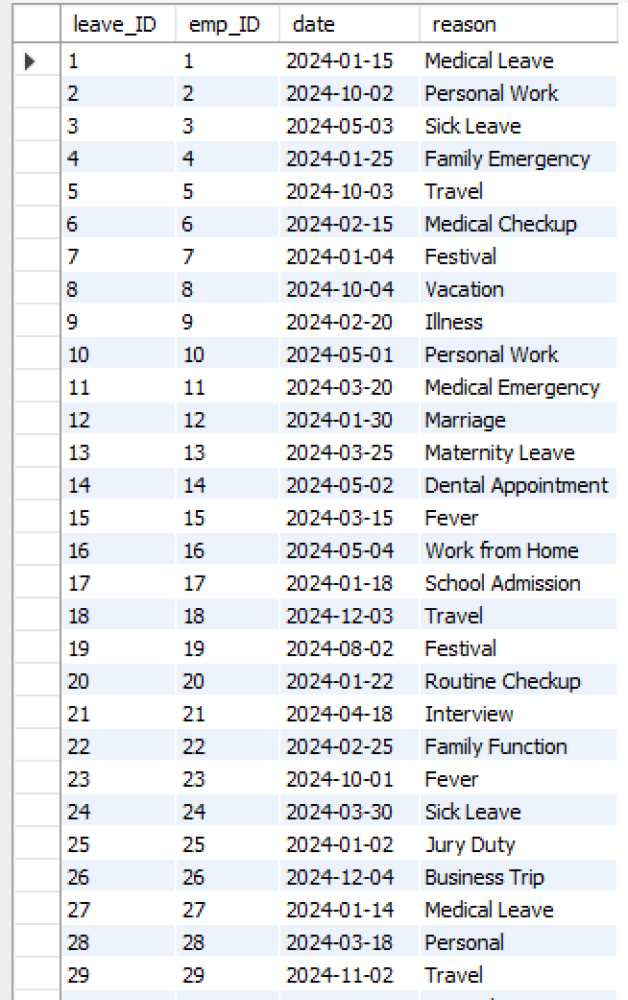 leave_ID emp_ID date reason
1 1 2024-01-15 Medical Leave
2 2 2024-10-02 Personal Work
3 3 2024-05-03 Sick Leave
4 4 2024-01-25 Family Emergency
5 5 2024-10-03 Travel
6 6 2024-02-15 Medical Checkup
7 7 2024-01-04 Festival
8 8 2024-10-04 Vacation
9 9 2024-02-20 Illness
10 10 2024-05-01 Personal Work
11 11 2024-03-20 Medical Emergency
12 12 2024-01-30 Marriage
13 13 2024-03-25 Maternity Leave
14 14 2024-05-02 Dental Appointment
15 15 2024-03-15 Fever
16 16 2024-05-04 Work from Home
17 17 2024-01-18 School Admission
18 18 2024-12-03 Travel
19 19 2024-08-02 Festival
20 20 2024-01-22 Routine Checkup
21 21 2024-04-18 Interview
22 22 2024-02-25 Family Function
23 23 2024-10-01 Fever
24 24 2024-03-30 Sick Leave
25 25 2024-01-02 Jury Duty
26 26 2024-12-04 Business Trip
27 27 2024-01-14 Medical Leave
28 28 2024-03-18 Personal
29 29 2024-11-02 Travel